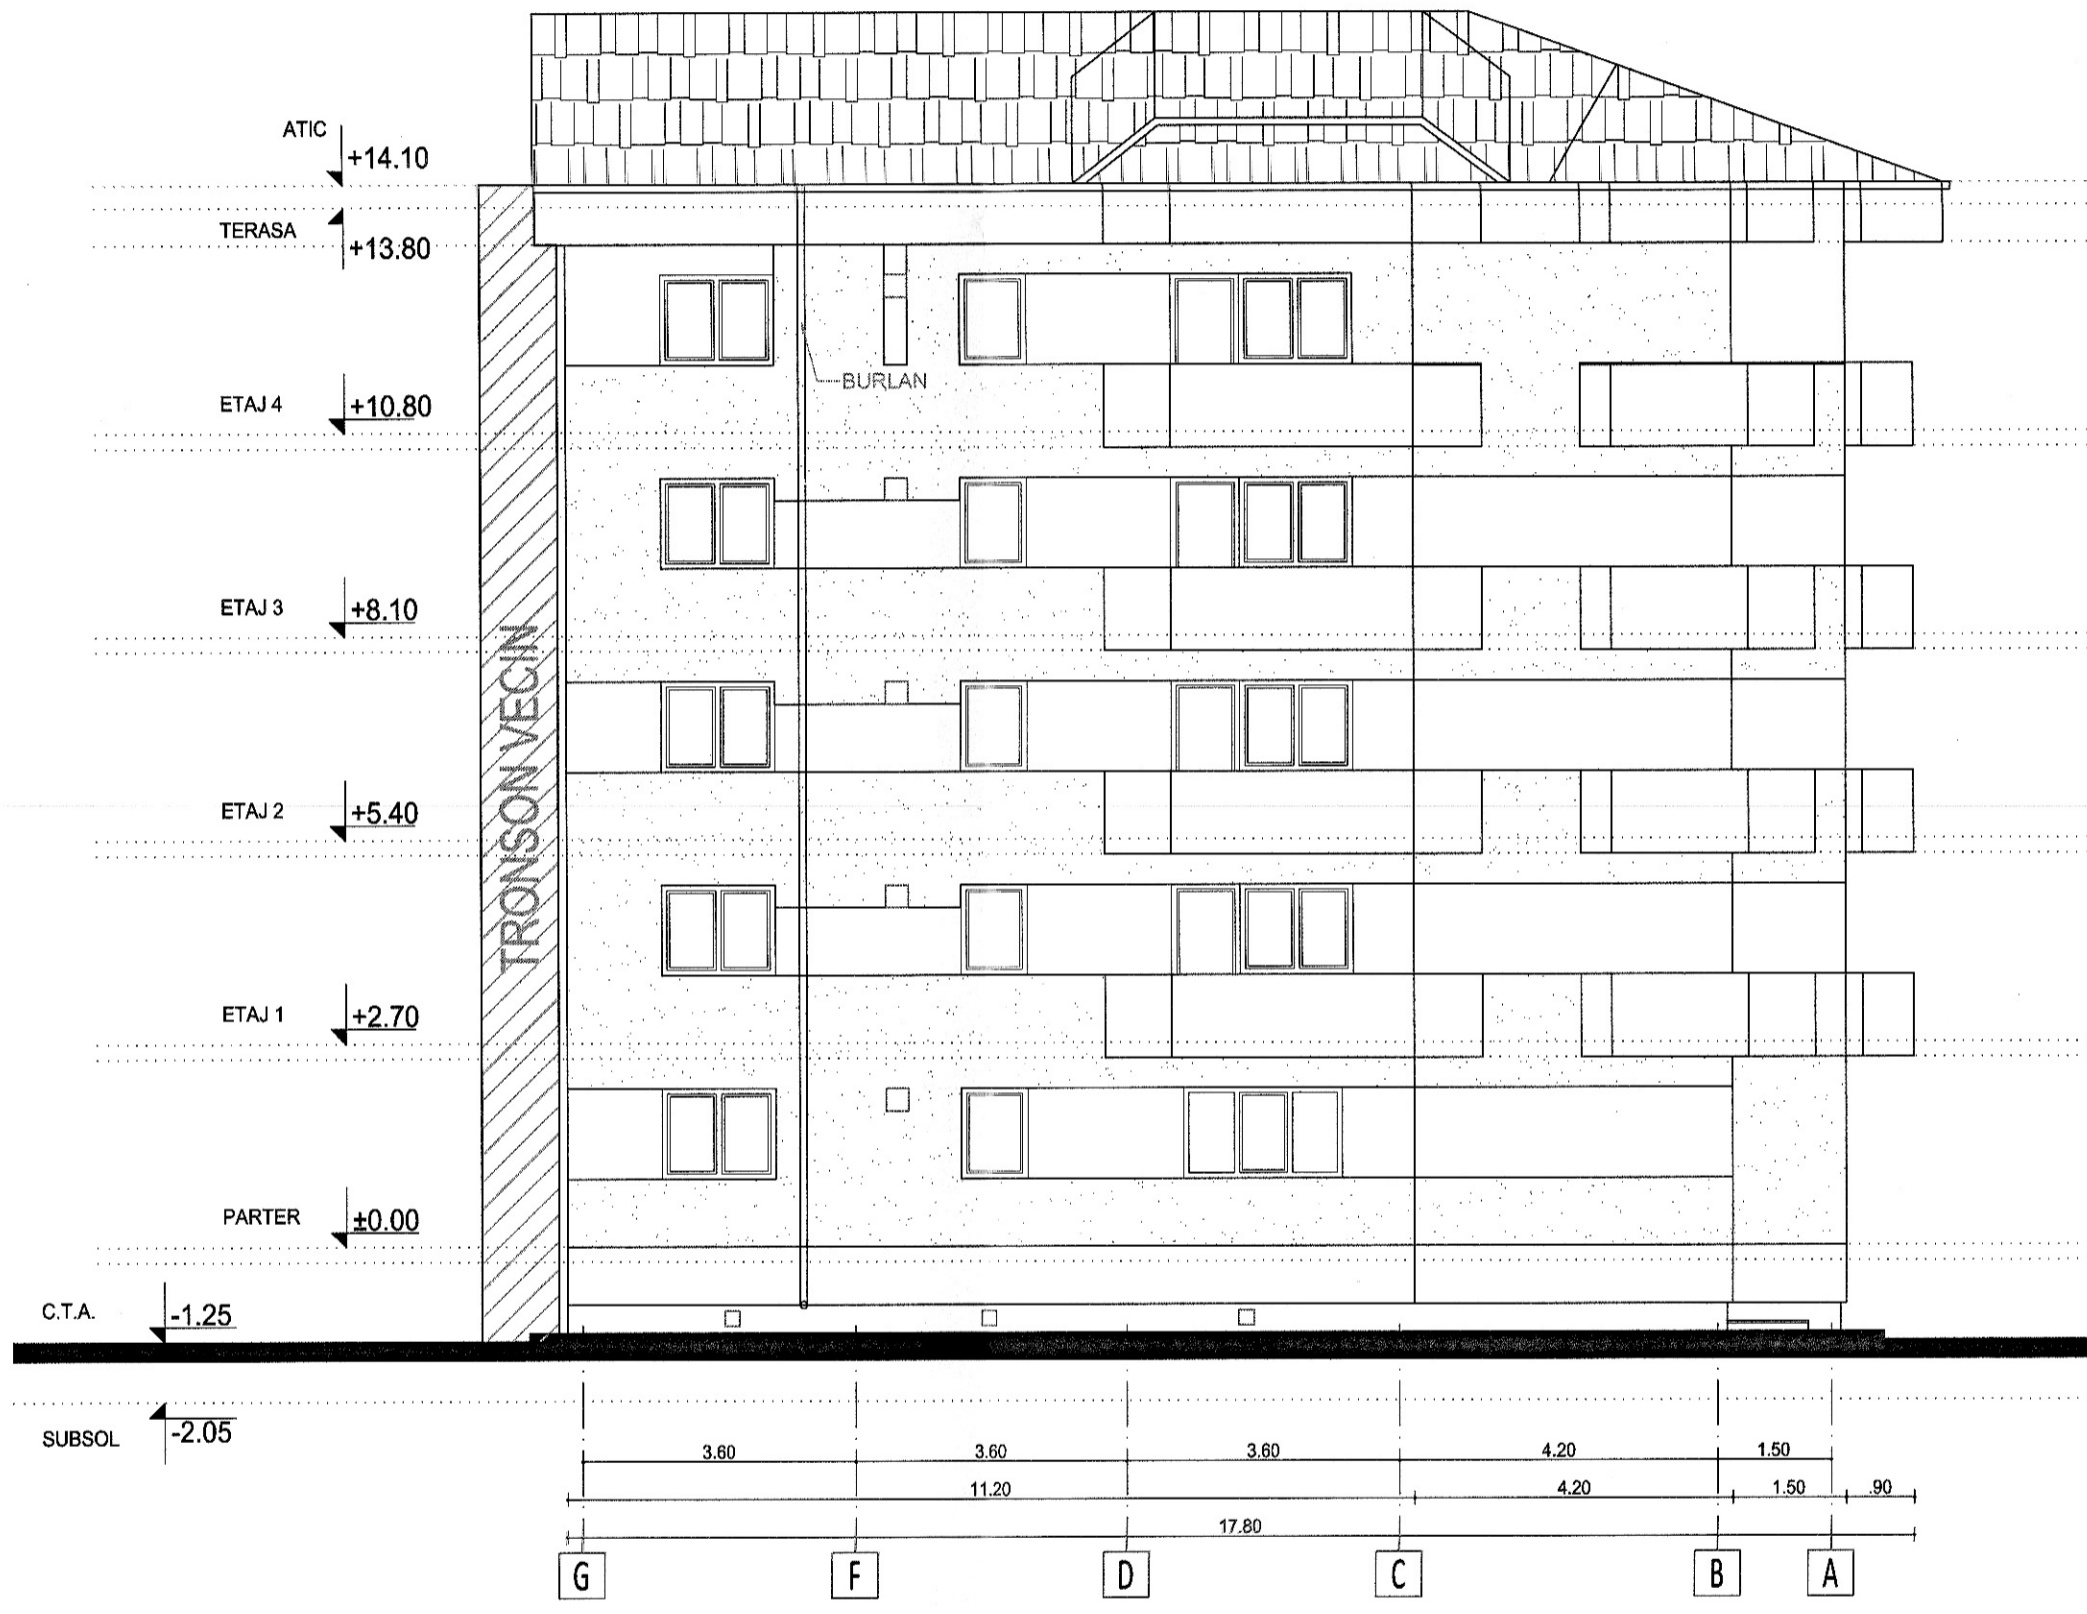 ATIC
+14.10
TERASA
+13.80
BURLAN
ETAJ 4
+10.80
ETAJ 3
+8.10
TRONSON VECIN
ETAJ 2
+5.40
ETAJ 1
+2.70
PARTER
±0.00
C.T.A.
-1.25
SUBSOL
-2.05
3.60 3.60 3.60 4.20 1.50
11.20 4.20 1.50 .90
17.80
G F D C B A